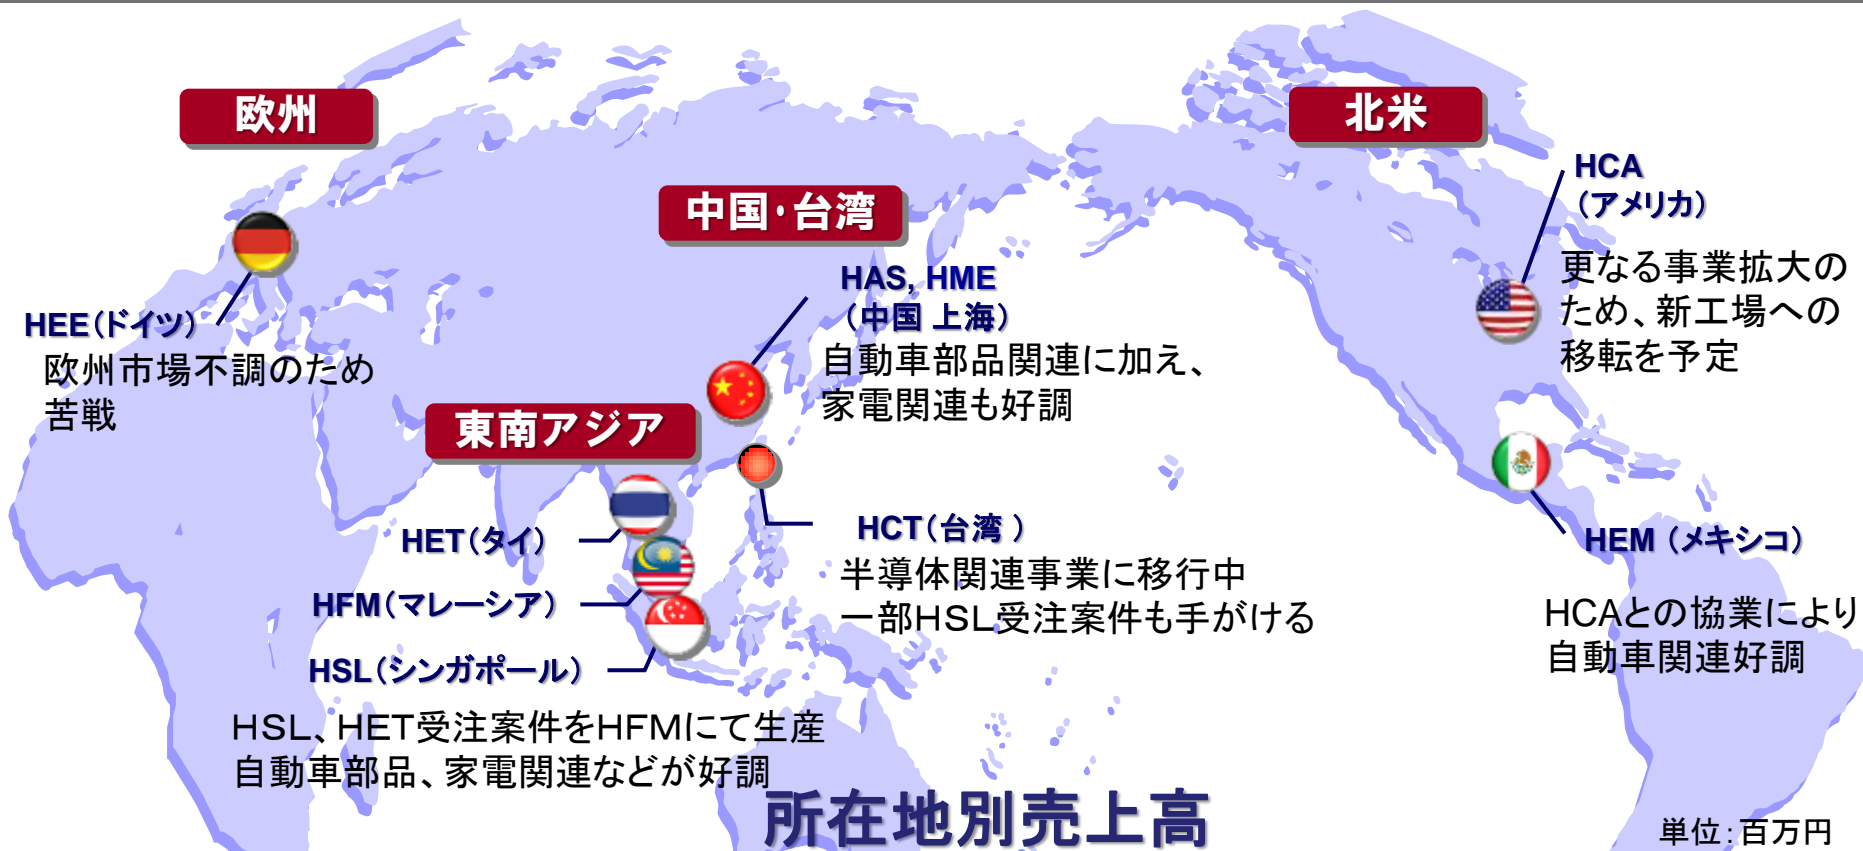 欧州
北米
中国・台湾
東南アジア
HCA
（アメリカ）
更なる事業拡大の
ため、新工場への
移転を予定
HAS, HME
（中国 上海）
自動車部品関連に加え、
家電関連も好調
HEE（ドイツ）
欧州市場不調のため
苦戦
HET（タイ）
HFM（マレーシア）
HSL（シンガポール）
HSL、HET受注案件をHFMにて生産
自動車部品、家電関連などが好調
HCT（台湾 ）
半導体関連事業に移行中
一部HSL受注案件も手がける
HEM （メキシコ）
HCAとの協業により
自動車関連好調
所在地別売上高
単位：百万円